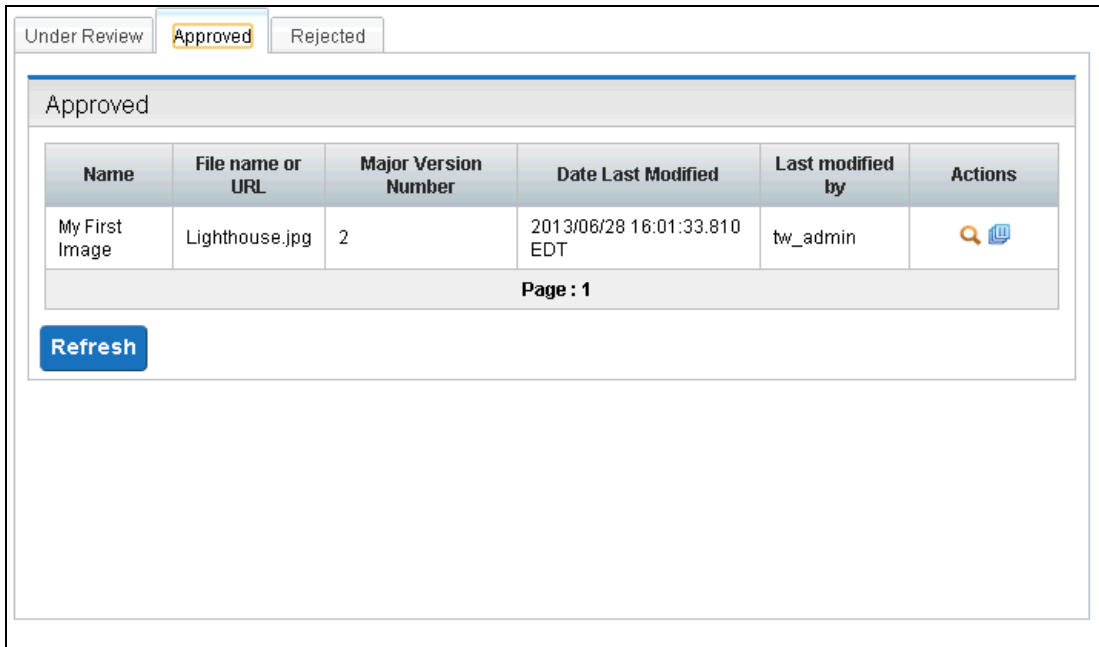 Under Review Approved Rejected
Approved
Name File name or URL Major Version Number Date Last Modified Last modified by Actions
My First Image Lighthouse.jpg 2 2013/06/28 16:01:33.810 EDT tw_admin
Page : 1
Refresh